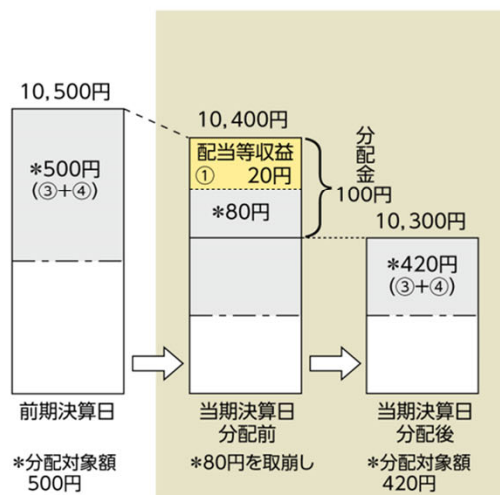 10,500円
*500円
(③+④)
前期決算日
*分配対象額
500円
10,400円
配当等収益
① 20円
*80円
分配金
100円
当期決算日
分配前
*80円を取崩し
10,300円
*420円
(③+④)
当期決算日
分配後
*分配対象額
420円